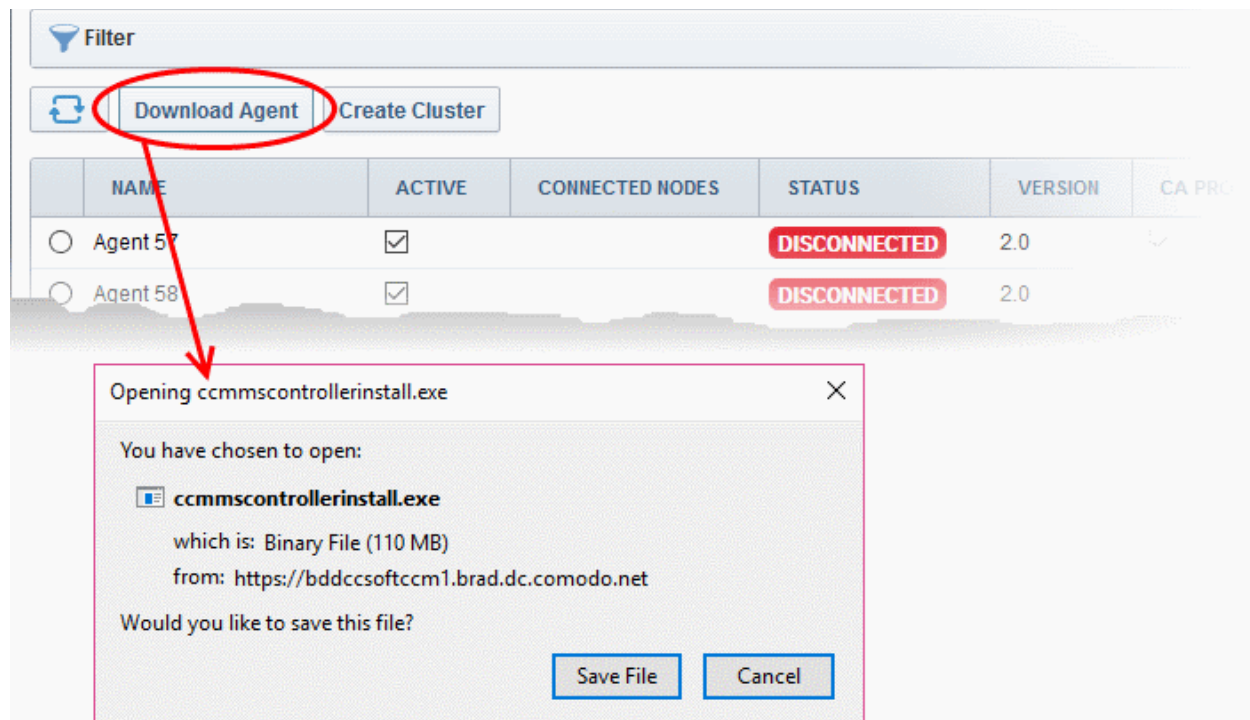 Filter
Download Agent Create Cluster
NAME ACTIVE CONNECTED NODES STATUS VERSION CA PRO
Agent 57 DISCONNECTED 2.0
Agent 58 DISCONNECTED 2.0
Opening ccmmscontrollerinstall.exe
You have chosen to open:
ccmmscontrollerinstall.exe
which is: Binary File (110 MB)
from: https://bddccsoftccm1.brad.dc.comodo.net
Would you like to save this file?
Save File Cancel